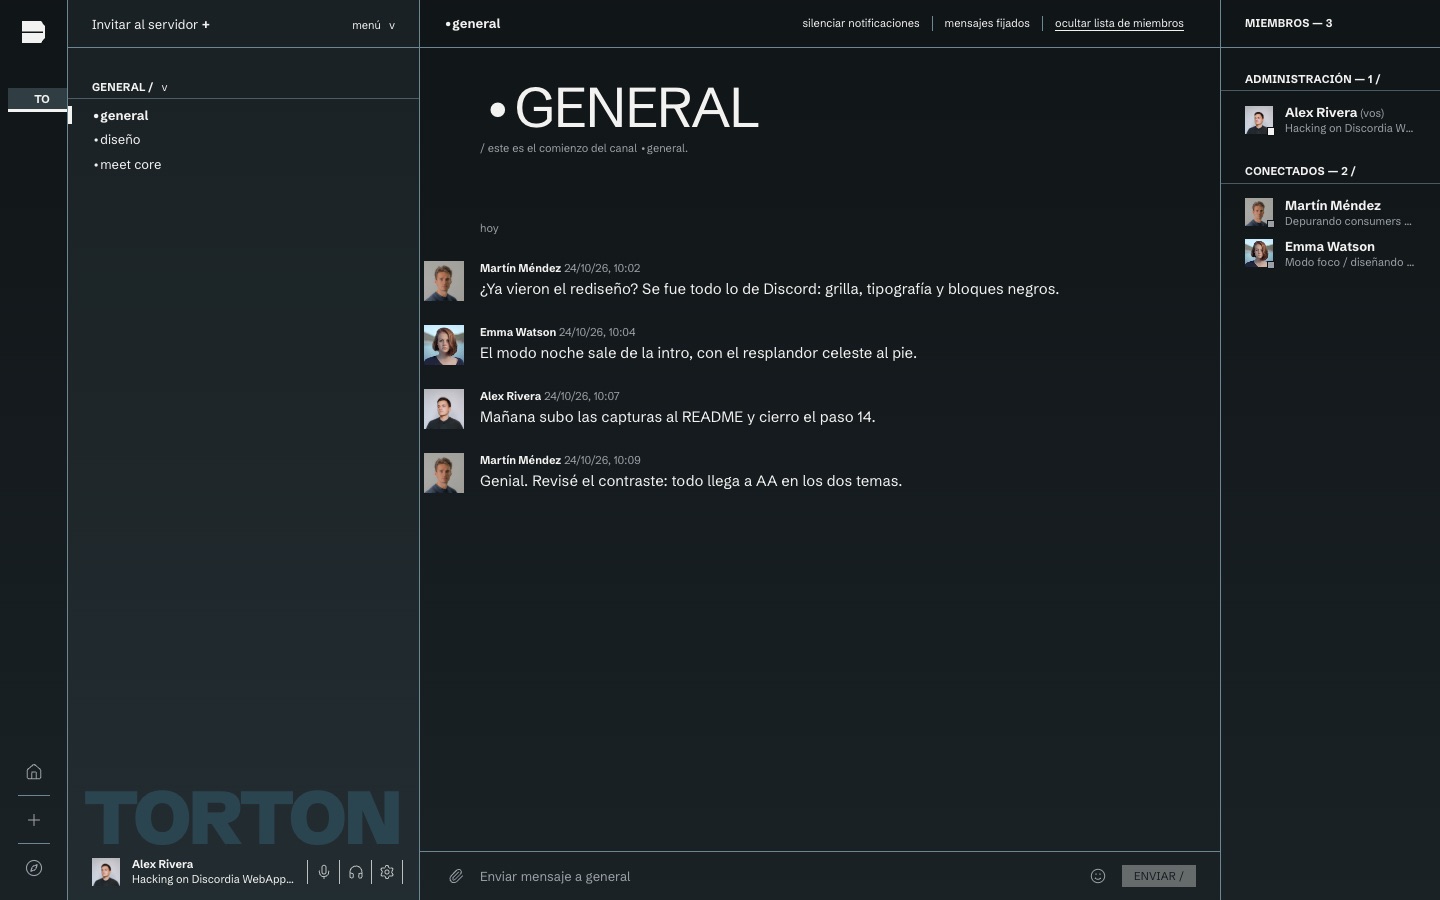 Invitar al servidor +
menú v
•general
silenciar notificaciones
mensajes fijados
ocultar lista de miembros
MIEMBROS — 3
TO
GENERAL / v
•general
•diseño
•meet core
•GENERAL
/ este es el comienzo del canal •general.
hoy
Martín Méndez 24/10/26, 10:02
¿Ya vieron el rediseño? Se fue todo lo de Discord: grilla, tipografía y bloques negros.
Emma Watson 24/10/26, 10:04
El modo noche sale de la intro, con el resplandor celeste al pie.
Alex Rivera 24/10/26, 10:07
Mañana subo las capturas al README y cierro el paso 14.
Martín Méndez 24/10/26, 10:09
Genial. Revisé el contraste: todo llega a AA en los dos temas.
ADMINISTRACIÓN — 1 /
Alex Rivera (vos)
Hacking on Discordia W...
CONECTADOS — 2 /
Martín Méndez
Depurando consumers ...
Emma Watson
Modo foco / diseñando ...
TORTON
Alex Rivera
Hacking on Discordia WebApp...
Enviar mensaje a general
ENVIAR /